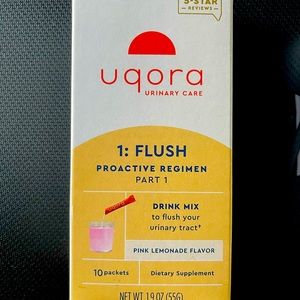 5-STAR
REVIEWS
uqora
URINARY CARE
1: FLUSH
PROACTIVE REGIMEN
PART 1
DRINK MIX
to flush your
urinary tract‡
PINK LEMONADE FLAVOR
10 packets
Dietary Supplement
NET WT 1.9 OZ (55G)